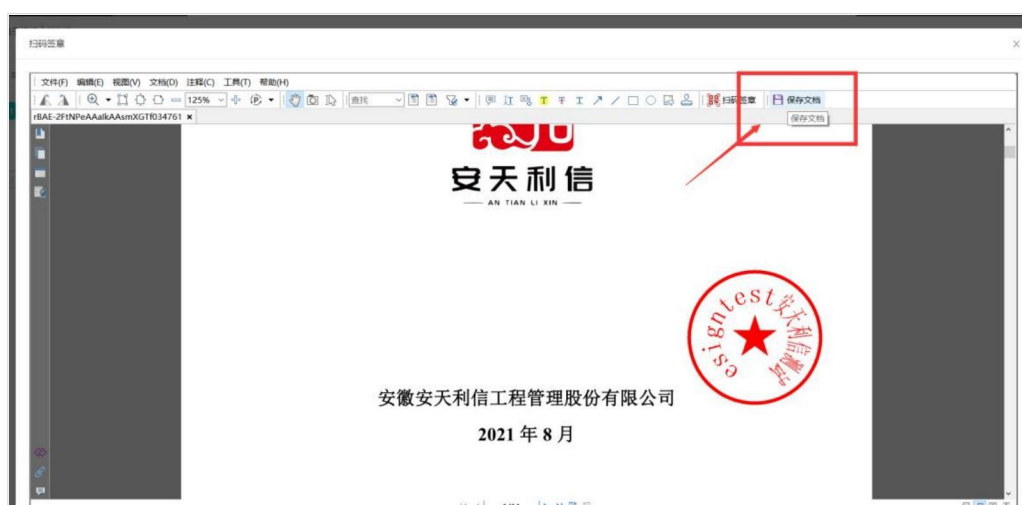 扫码签章
文件(F) 编辑(E) 视图(V) 文档(D) 注释(C) 工具(T) 帮助(H)
125% 查找 扫码签章 保存文档
rBAE-2FtNPeAAalkAAsmXGTf034761
保存文档
安天利信
AN TIAN LI XIN
esigntest安天利信测试
安徽安天利信工程管理股份有限公司
2021 年 8 月